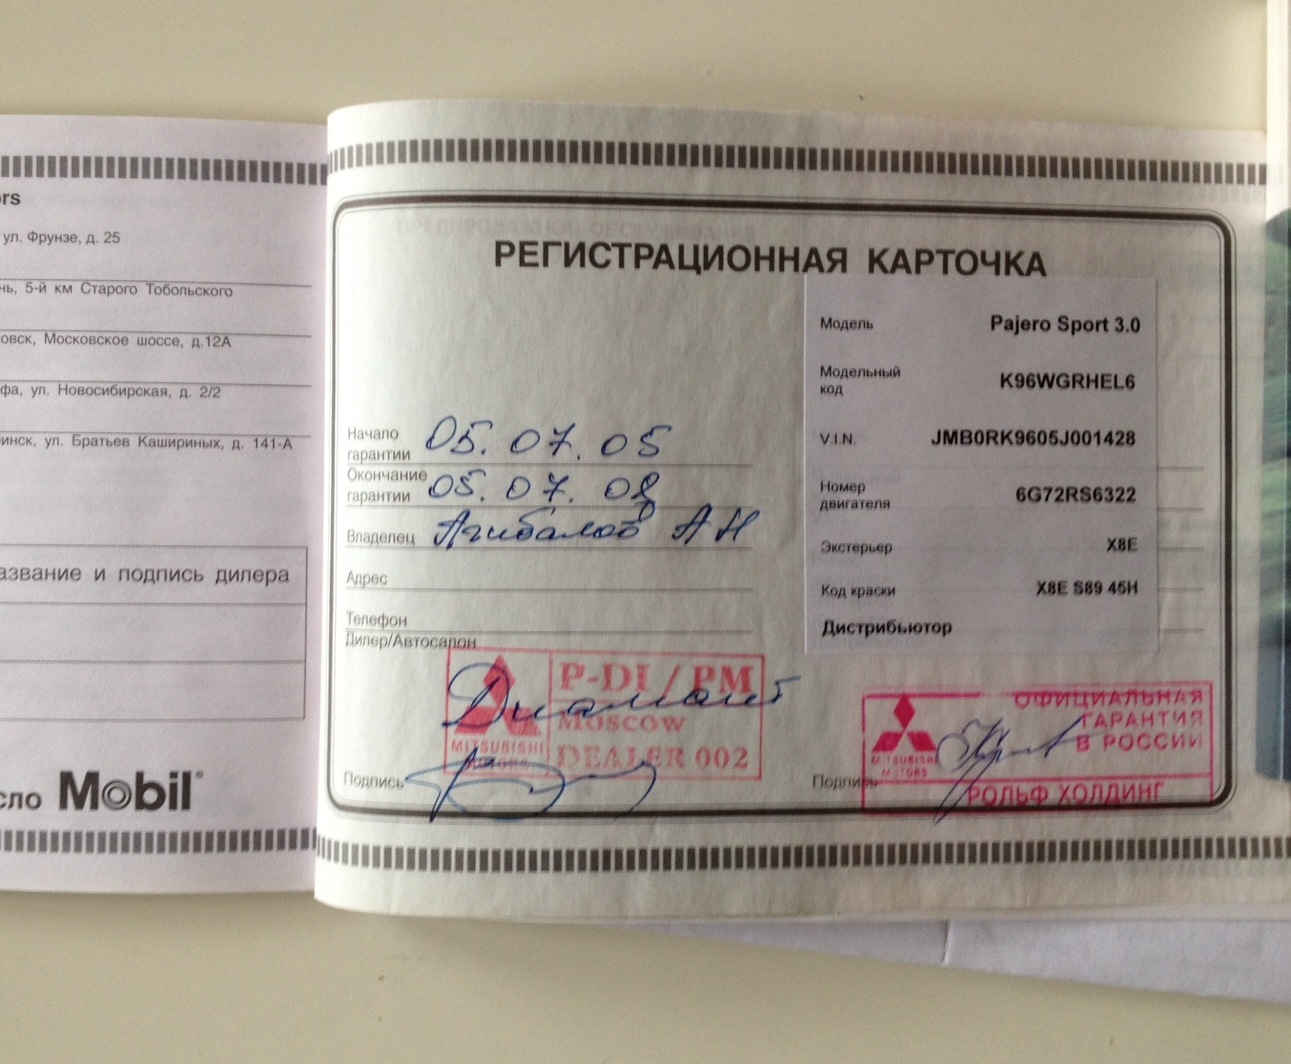 ors
ул. Фрунзе, д. 25
нь, 5-й км Старого Тобольского
овск, Московское шоссе, д.12А
фа, ул. Новосибирская, д. 2/2
инск, ул. Братьев Кашириных, д. 141-А
азвание и подпись дилера
сло Mobil
РЕГИСТРАЦИОННАЯ КАРТОЧКА
Начало гарантии 05.07.05
Окончание гарантии 05.07.08
Владелец Агибалов А Н
Адрес
Телефон
Дилер/Автосалон
Диамант
P-DI / PM
MOSCOW
DEALER 002
MITSUBISHI
MOTORS
Подпись
Модель Pajero Sport 3.0
Модельный код K96WGRHEL6
V.I.N. JMB0RK9605J001428
Номер двигателя 6G72RS6322
Экстерьер X8E
Код краски X8E S89 45H
Дистрибьютор
ОФИЦИАЛЬНАЯ
ГАРАНТИЯ
В РОССИИ
MITSUBISHI
MOTORS
Подпись
РОЛЬФ ХОЛДИНГ